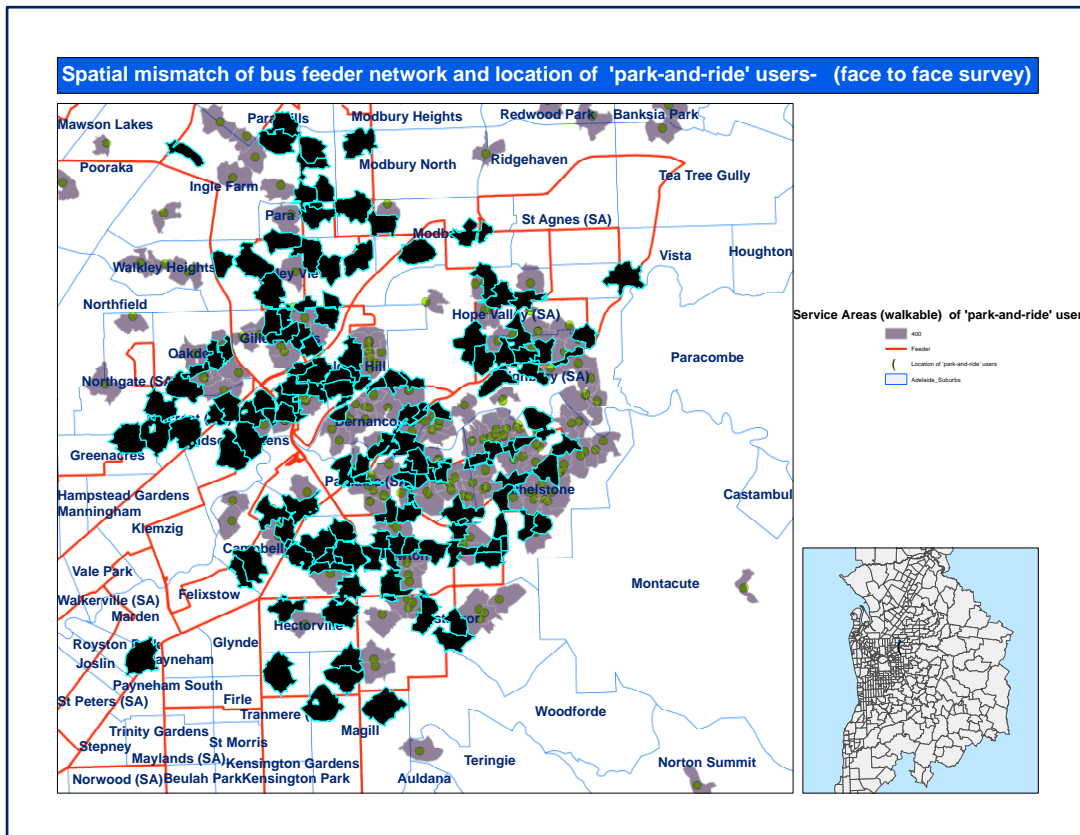 Spatial mismatch of bus feeder network and location of 'park-and-ride' users- (face to face survey)
Mawson Lakes
Modbury Heights
Redwood Park
Banksia Park
Pooraka
Modbury North
Ridgehaven
Ingle Farm
Tea Tree Gully
Para
St Agnes (SA)
Vista
Houghton
Walkley Heights
Northfield
Hope Valley (SA)
Paracombe
Hill
Northgate (SA
Greenacres
Castambul
Hampstead Gardens
Manningham
Klemzig
Campbell
Vale Park
Montacute
Felixstow
Walkerville (SA)
Marden
Hectorville
Glynde
Joslin
Payneham South
St Peters (SA)
Firle
Tranmere
Woodforde
Trinity Gardens
Magill
Stepney
St Morris
Maylands (SA)
Kensington Gardens
Teringie
Norton Summit
Norwood (SA)
Beulah Park
Kensington Park
Auldana
Service Areas (walkable) of 'park-and-ride' user
400
Feeder
Location of 'park-and-ride' users
Adelaide_Suburbs